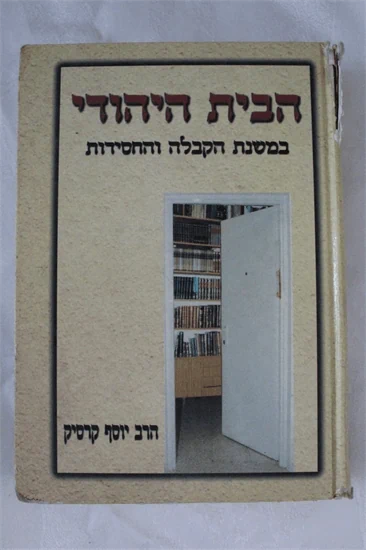 הבית היהודי
במשנת הקבלה והחסידות
הרב יוסף קרסיק